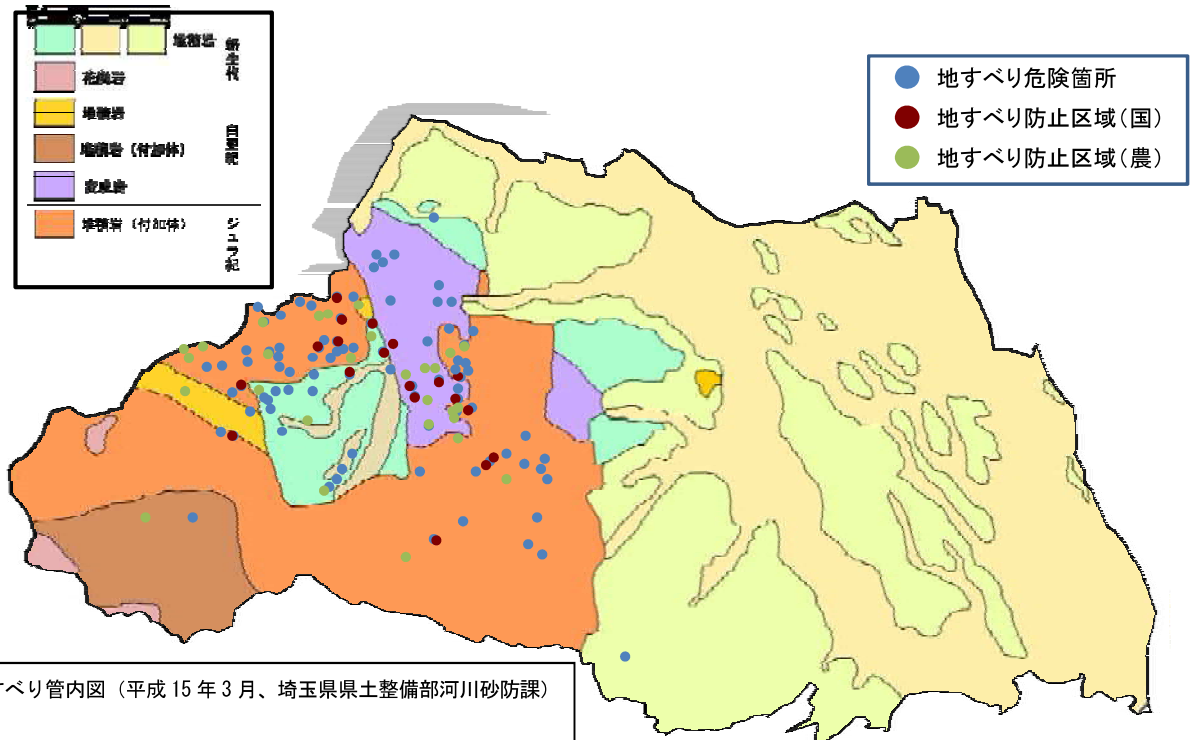 堆積岩
新生代
花崗岩
堆積岩
白亜紀
堆積岩（付加体）
変成岩
堆積岩（付加体）
ジュラ紀
地すべり危険箇所
地すべり防止区域（国）
地すべり防止区域（農）
すべり管内図（平成 15 年 3 月、埼玉県県土整備部河川砂防課）